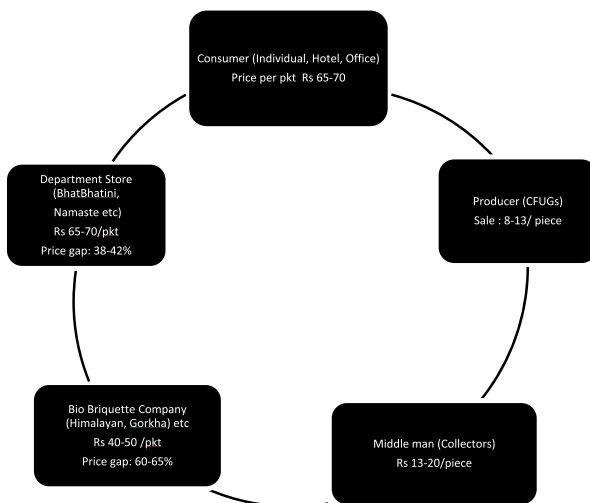 Consumer (Individual, Hotel, Office)
Price per pkt  Rs 65-70
Department Store
(BhatBhatini,
Namaste etc)
Rs 65-70/pkt
Price gap: 38-42%
Producer (CFUGs)
Sale : 8-13/ piece
Bio Briquette Company
(Himalayan, Gorkha) etc
Rs 40-50 /pkt
Price gap: 60-65%
Middle man (Collectors)
Rs 13-20/piece